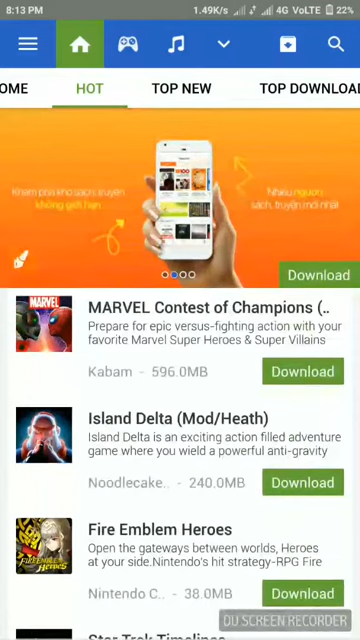 8:13 PM 1.49K/s 4G VoLTE 22%
OME HOT TOP NEW TOP DOWNLOA
Khám phá kho sách, truyện
không giới hạn
Nhiều nguồn
sách, truyện mới nhất
Download
MARVEL
MARVEL Contest of Champions (..
Prepare for epic versus-fighting action with your
favorite Marvel Super Heroes & Super Villains
Kabam - 596.0MB
Download
Island Delta (Mod/Heath)
Island Delta is an exciting action filled adventure
game where you wield a powerful anti-gravity
Noodlecake.. - 240.0MB
Download
FIRE EMBLEM
HEROES
Fire Emblem Heroes
Open the gateways between worlds, Heroes
at your side.Nintendo's hit strategy-RPG Fire
Nintendo C.. - 38.0MB
Download
DU SCREEN RECORDER
Star Trek Timelines